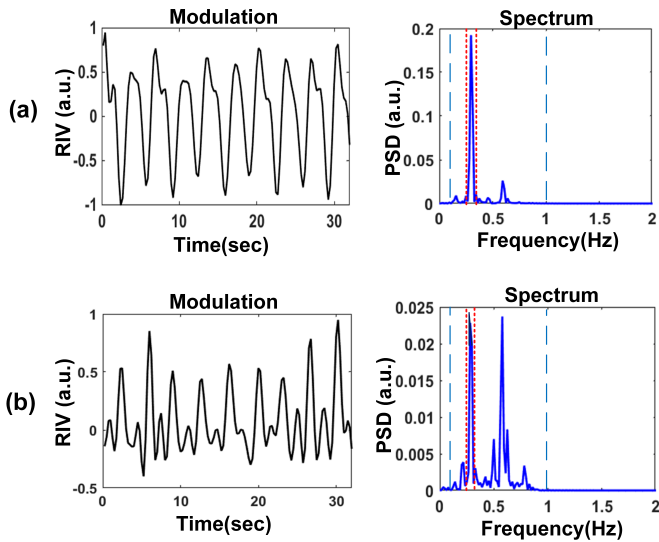 Modulation
Spectrum
(a)
RIV (a.u.)
1
0.5
0
-0.5
-1
0 10 20 30
Time(sec)
PSD (a.u.)
0.2
0.15
0.1
0.05
0
0 0.5 1 1.5 2
Frequency(Hz)
Modulation
Spectrum
(b)
RIV (a.u.)
1
0.5
0
-0.5
0 10 20 30
Time(sec)
PSD (a.u.)
0.025
0.02
0.015
0.01
0.005
0
0 0.5 1 1.5 2
Frequency(Hz)